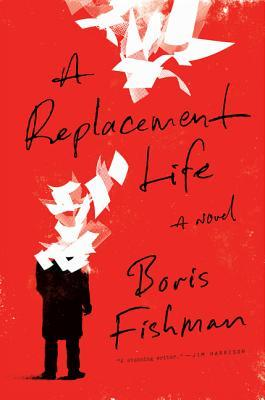 A
Replacement
Life
A Novel
Boris
Fishman
"A stunning writer." —JIM HARRISON